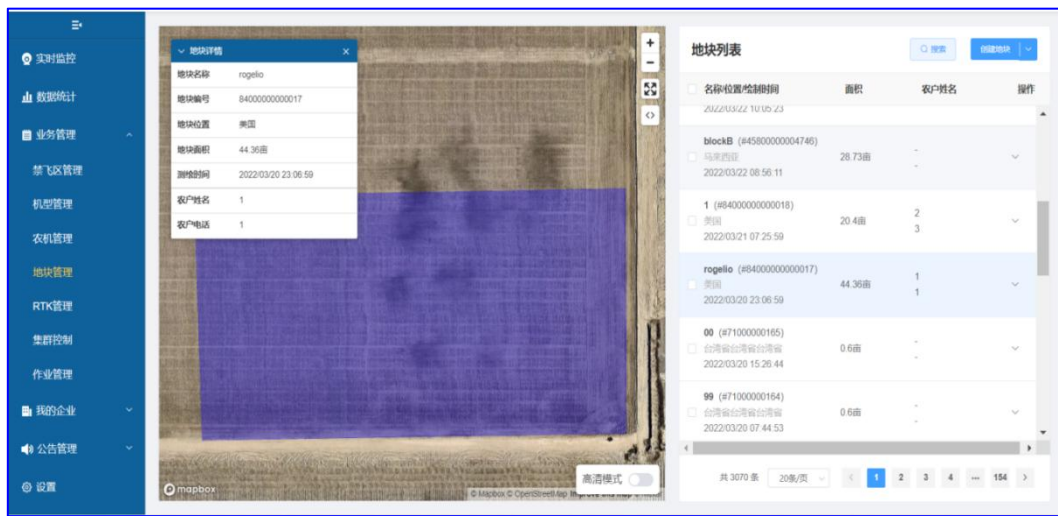 实时监控
数据统计
业务管理
禁飞区管理
机型管理
农机管理
地块管理
RTK管理
集群控制
作业管理
我的企业
公告管理
设置
地块详情
地块名称 rogelio
地块编号 84000000000017
地块位置 美国
地块面积 44.36亩
测绘时间 2022/03/20 23:06:59
农户姓名 1
农户电话 1
高清模式
mapbox
© Mapbox © OpenStreetMap Improve this map
地块列表
搜索
创建地块
名称/位置/绘制时间 面积 农户姓名 操作
2022/03/22 10:05:23
blockB (#45800000004746)
马来西亚
28.73亩
-
-
2022/03/22 08:56:11
1 (#84000000000018)
美国
20.4亩
2
3
2022/03/21 07:25:59
rogelio (#84000000000017)
美国
44.36亩
1
1
2022/03/20 23:06:59
00 (#71000000165)
台湾省台湾省台湾省
0.6亩
-
-
2022/03/20 15:26:44
99 (#71000000164)
台湾省台湾省台湾省
0.6亩
-
-
2022/03/20 07:44:53
共 3070 条 20条/页 1 2 3 4 ... 154